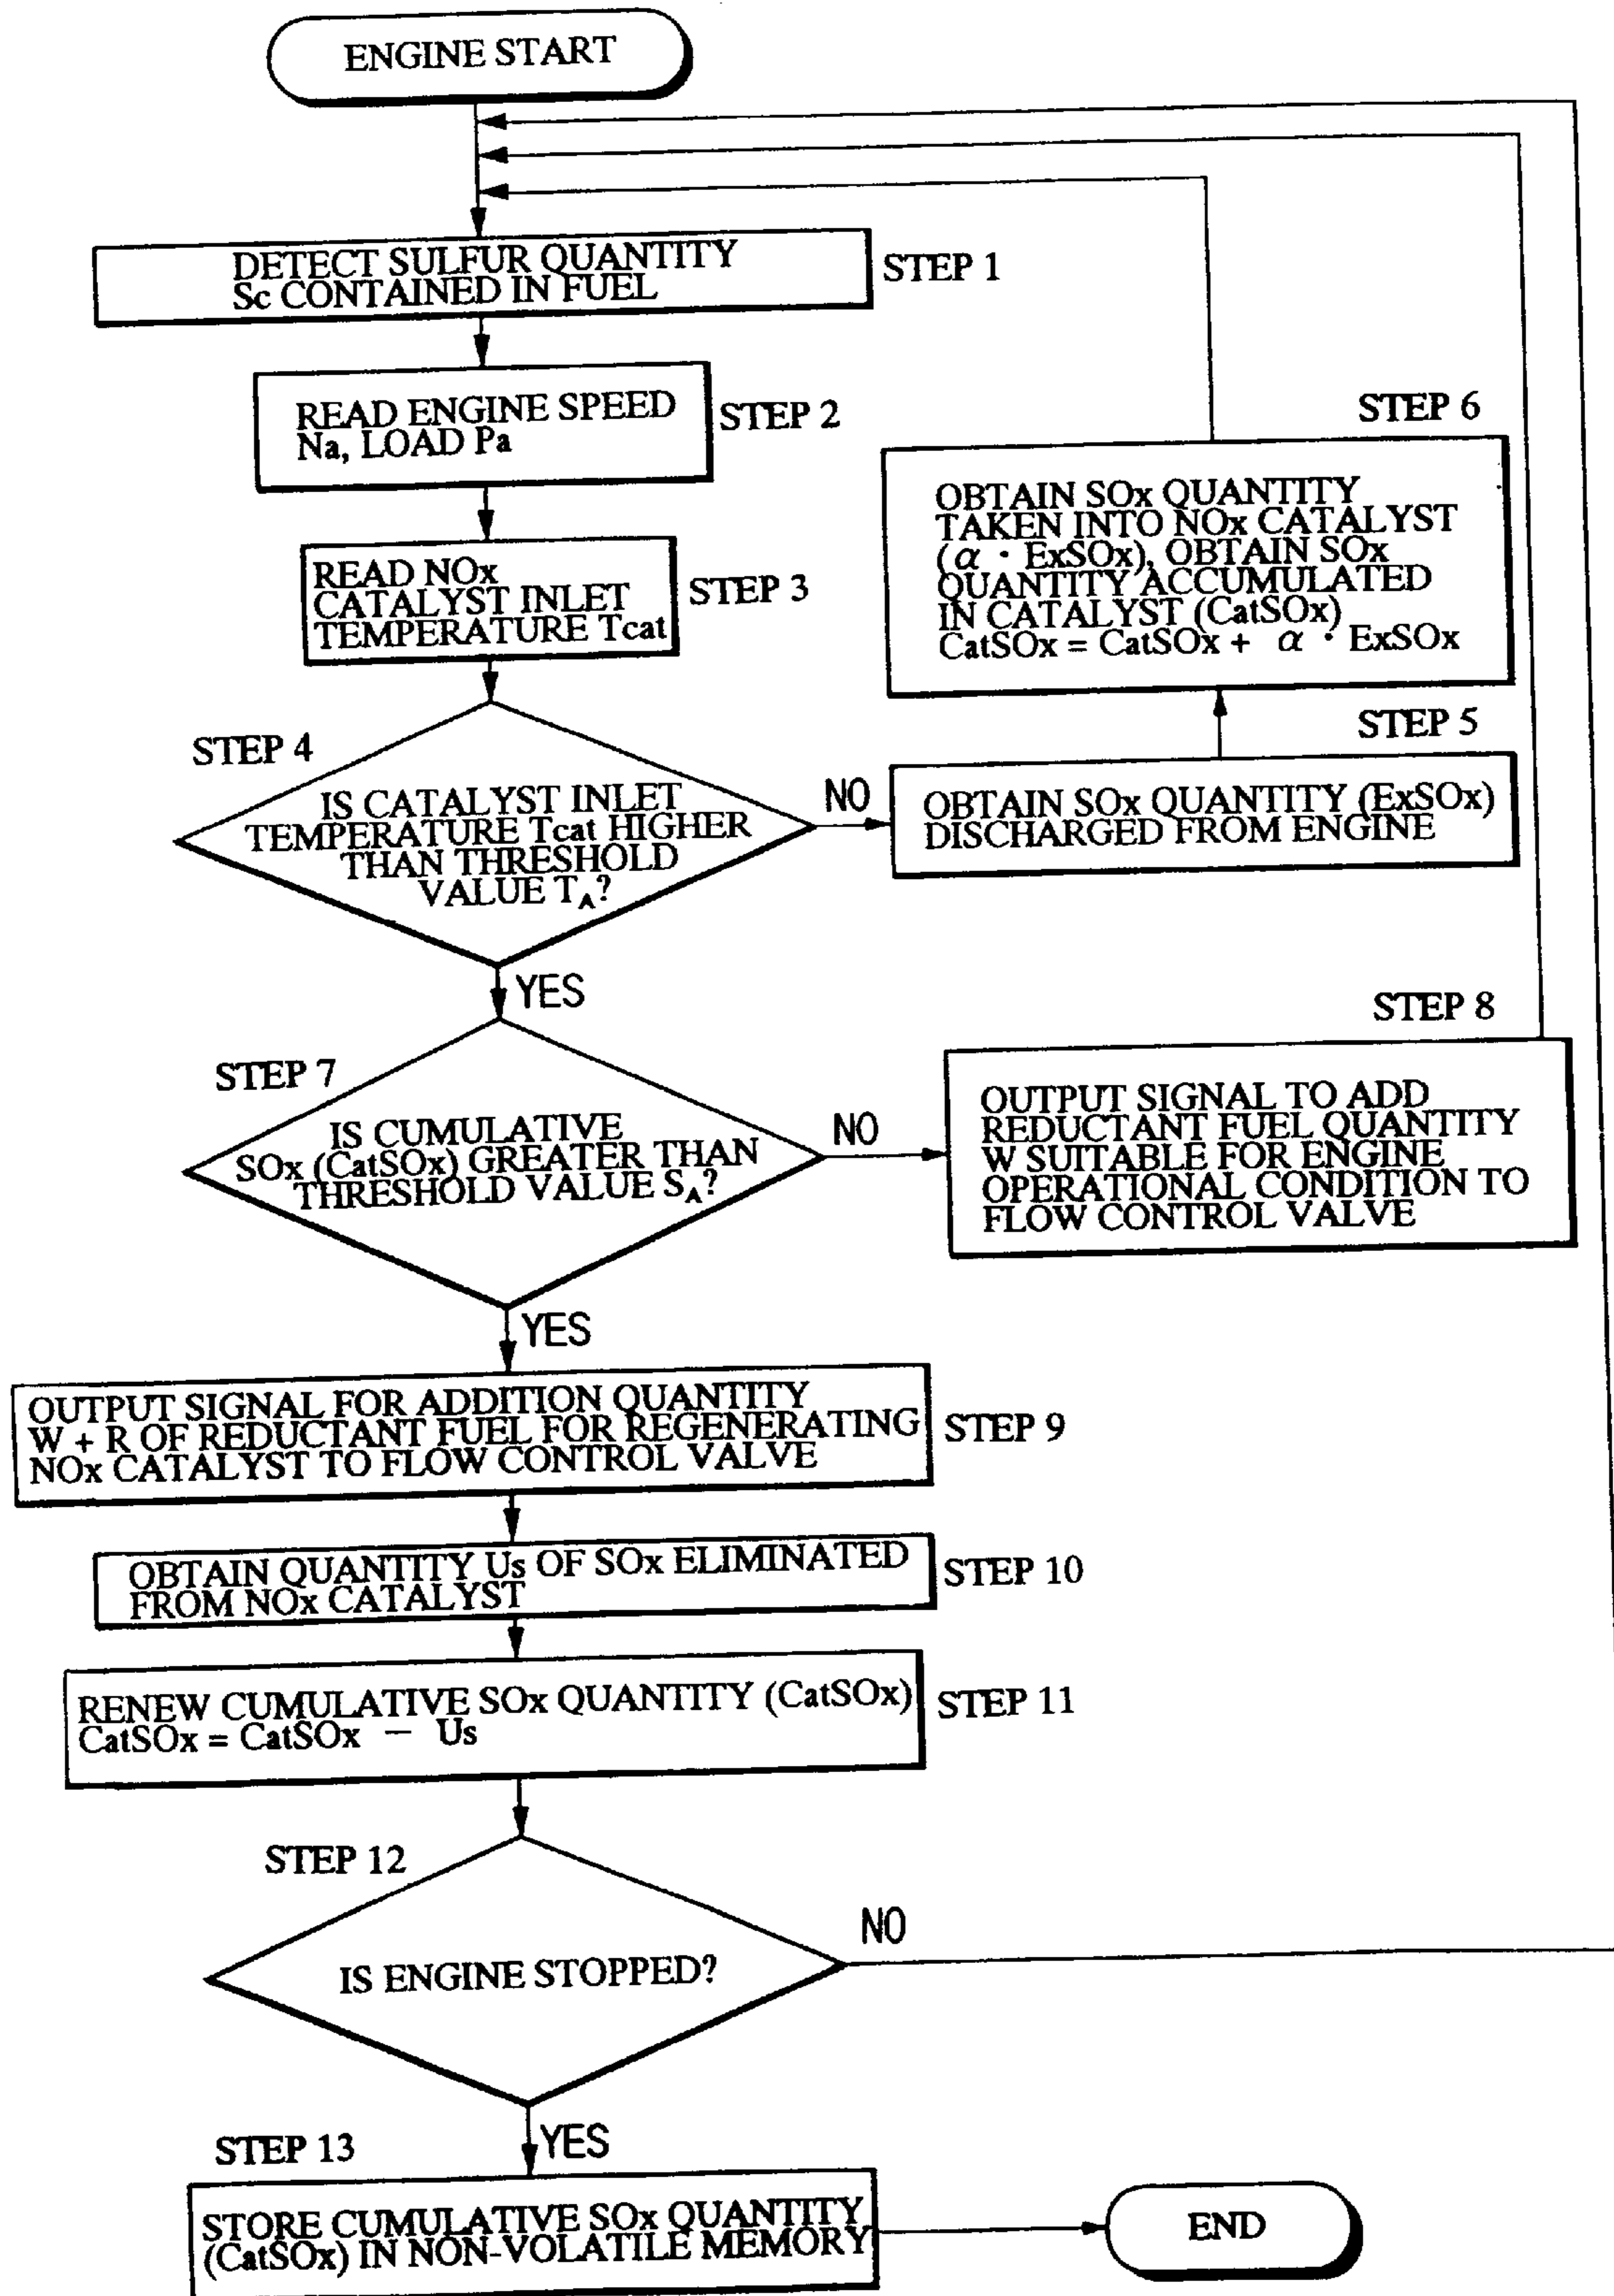 ENGINE START
DETECT SULFUR QUANTITY
Sc CONTAINED IN FUEL
STEP 1
READ ENGINE SPEED
Na, LOAD Pa
STEP 2
READ NOx
CATALYST INLET
TEMPERATURE Tcat
STEP 3
STEP 4
IS CATALYST INLET
TEMPERATURE Tcat HIGHER
THAN THRESHOLD
VALUE T_A?
NO
YES
STEP 5
OBTAIN SOx QUANTITY (ExSOx)
DISCHARGED FROM ENGINE
STEP 6
OBTAIN SOx QUANTITY
TAKEN INTO NOx CATALYST
(α · ExSOx), OBTAIN SOx
QUANTITY ACCUMULATED
IN CATALYST (CatSOx)
CatSOx = CatSOx + α · ExSOx
STEP 7
IS CUMULATIVE
SOx (CatSOx) GREATER THAN
THRESHOLD VALUE S_A?
NO
YES
STEP 8
OUTPUT SIGNAL TO ADD
REDUCTANT FUEL QUANTITY
W SUITABLE FOR ENGINE
OPERATIONAL CONDITION TO
FLOW CONTROL VALVE
OUTPUT SIGNAL FOR ADDITION QUANTITY
W + R OF REDUCTANT FUEL FOR REGENERATING
NOx CATALYST TO FLOW CONTROL VALVE
STEP 9
OBTAIN QUANTITY Us OF SOx ELIMINATED
FROM NOx CATALYST
STEP 10
RENEW CUMULATIVE SOx QUANTITY (CatSOx)
CatSOx = CatSOx − Us
STEP 11
STEP 12
IS ENGINE STOPPED?
NO
YES
STEP 13
STORE CUMULATIVE SOx QUANTITY
(CatSOx) IN NON-VOLATILE MEMORY
END